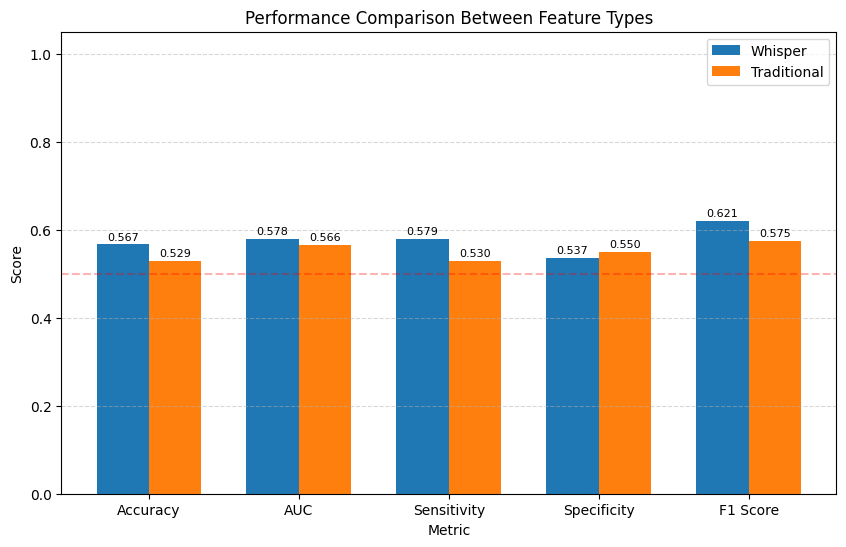 Performance Comparison Between Feature Types
Whisper
Traditional
Score
1.0
0.8
0.6
0.4
0.2
0.0
0.567
0.529
0.578
0.566
0.579
0.530
0.537
0.550
0.621
0.575
Accuracy
AUC
Sensitivity
Specificity
F1 Score
Metric